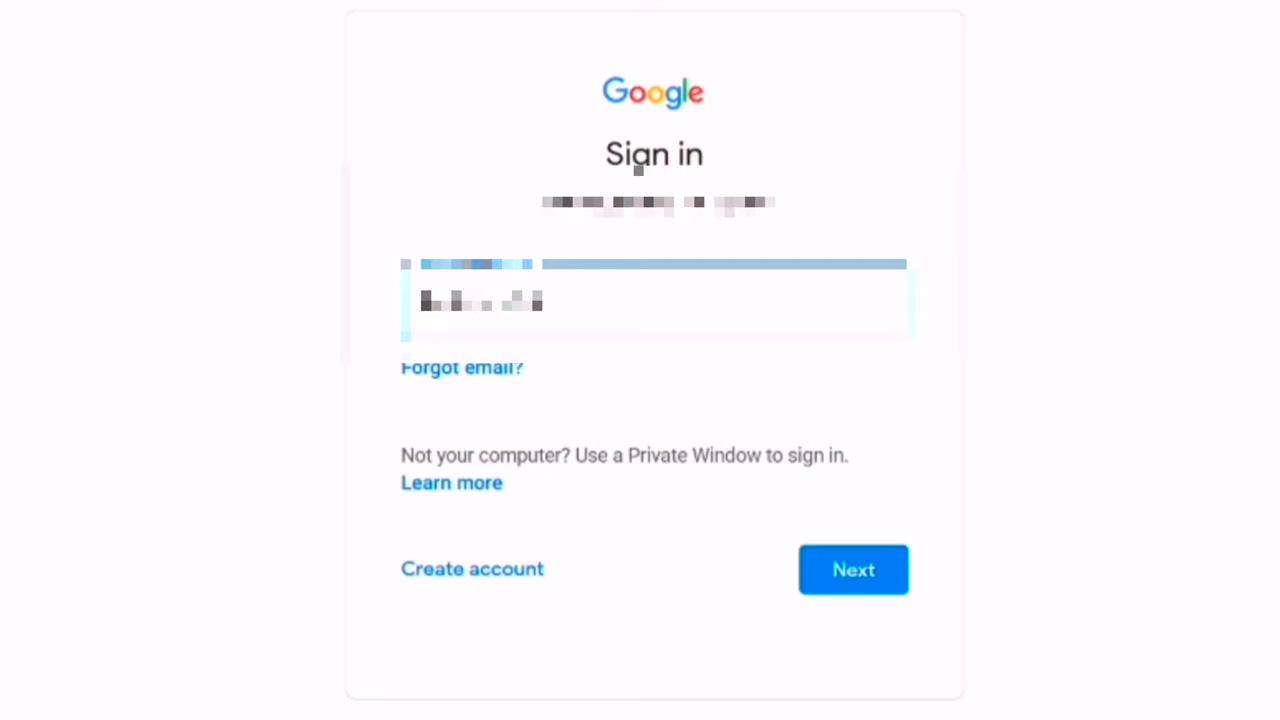 Google
Sign in
Forgot email?
Not your computer? Use a Private Window to sign in.
Learn more
Create account
Next